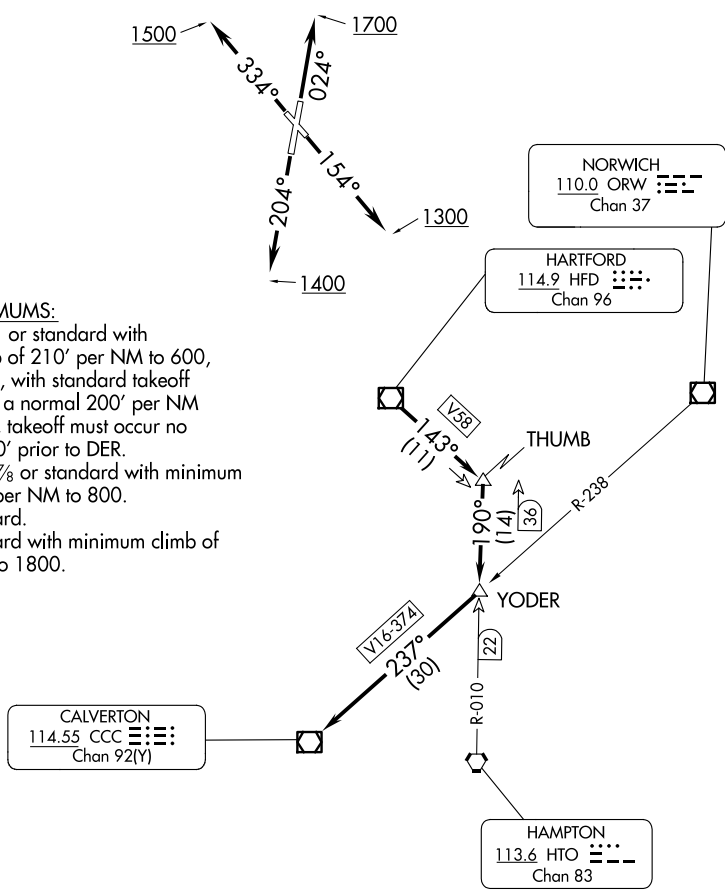 1500
1700
334°
024°
154°
204°
1300
1400
NORWICH
110.0 ORW
Chan 37
HARTFORD
114.9 HFD
Chan 96
MUMS:
or standard with
of 210' per NM to 600,
, with standard takeoff
a normal 200' per NM
, takeoff must occur no
0' prior to DER.
⅞ or standard with minimum
per NM to 800.
ard.
ard with minimum climb of
o 1800.
V58
143°
(11)
THUMB
190°
(14)
36
R-238
YODER
V16-374
237°
(30)
22
R-010
CALVERTON
114.55 CCC
Chan 92(Y)
HAMPTON
113.6 HTO
Chan 83